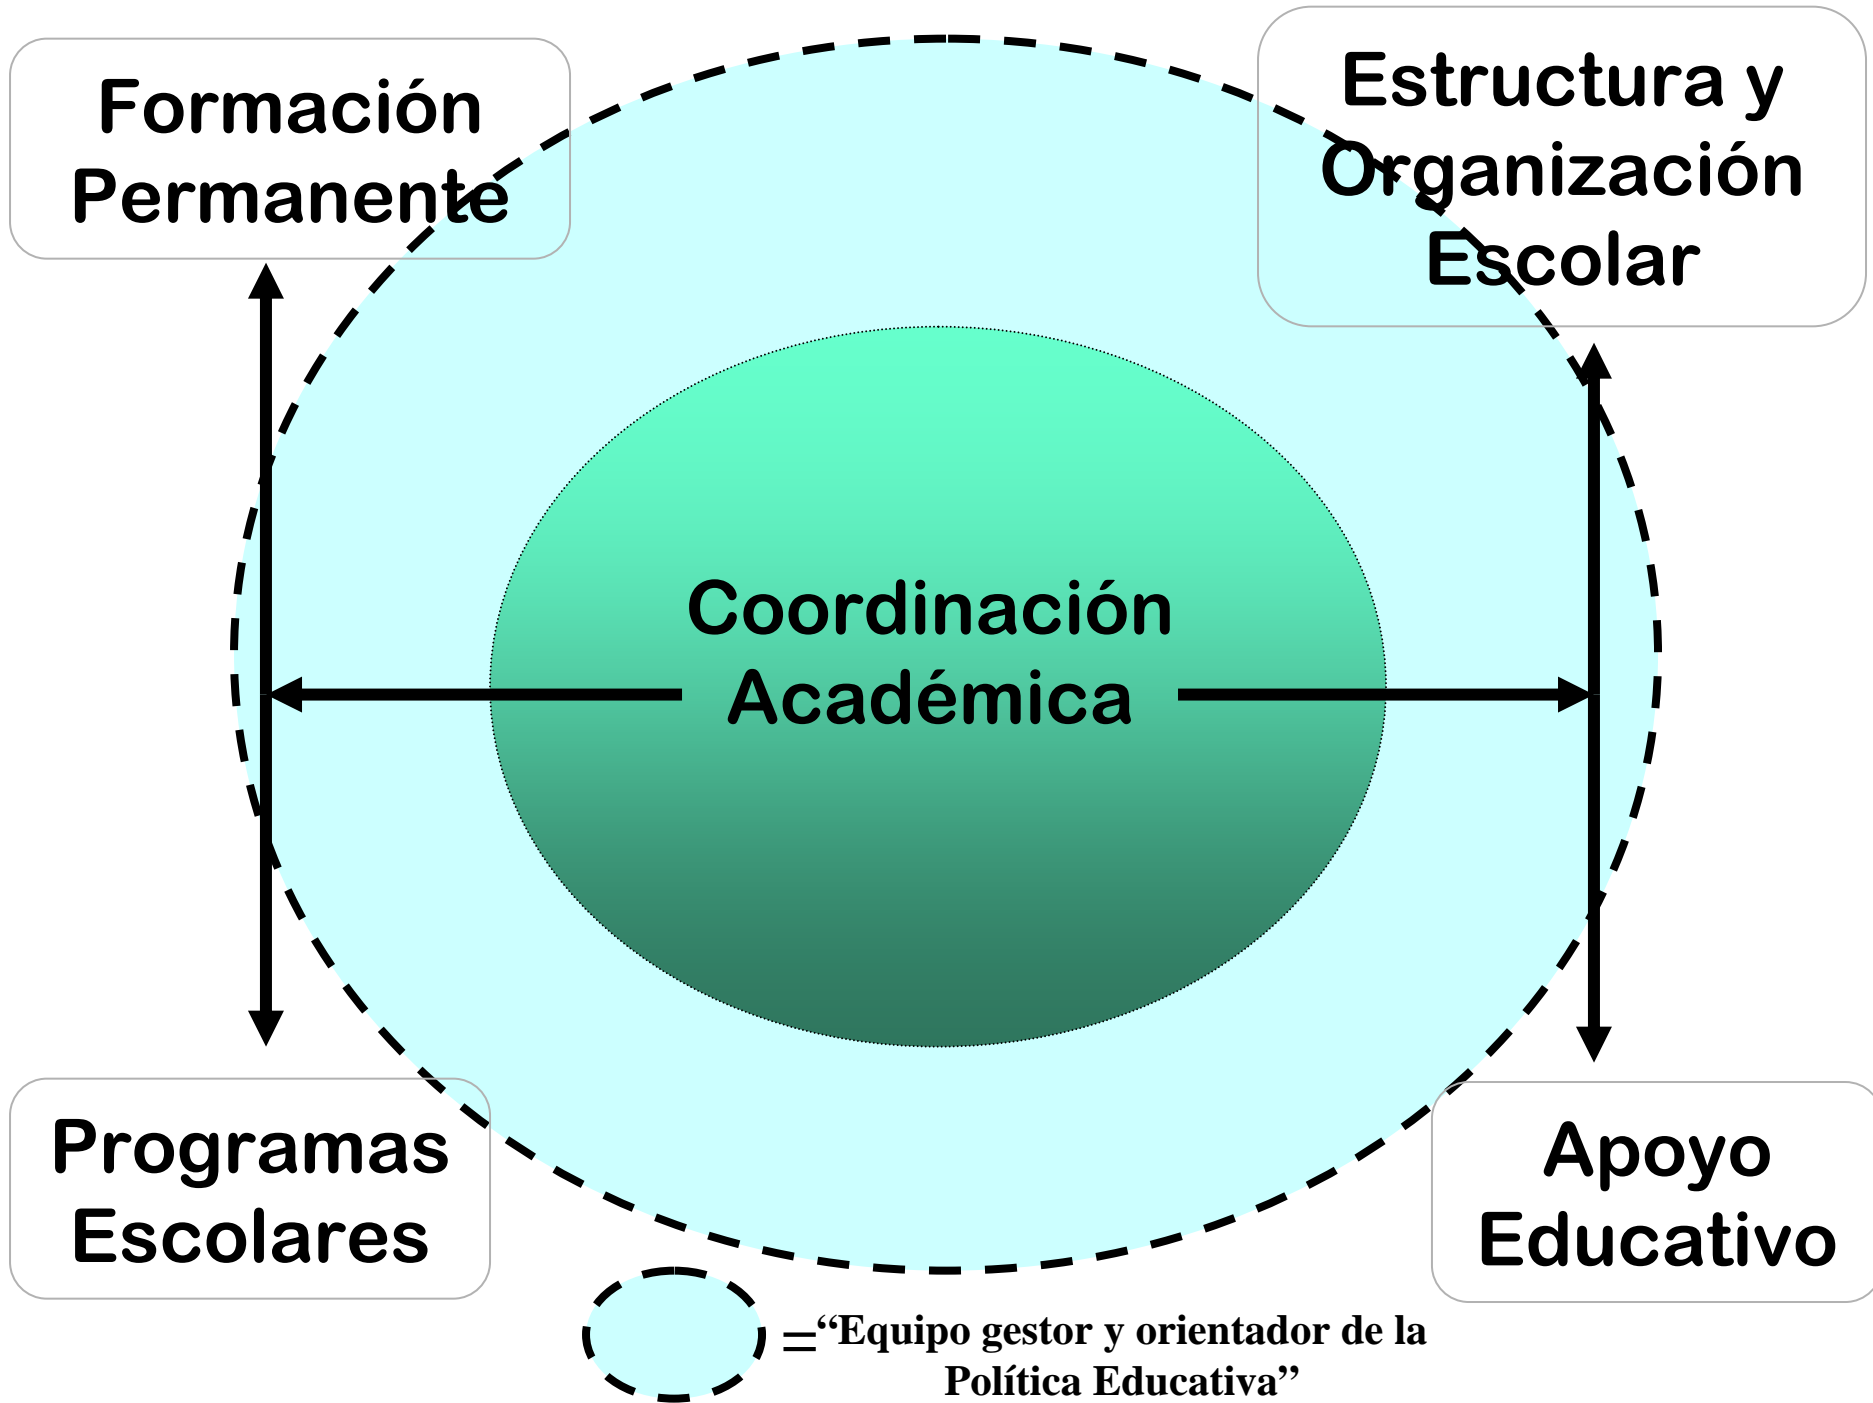 Formación
Permanente
Estructura y
Organización
Escolar
Coordinación
Académica
Programas
Escolares
Apoyo
Educativo
=“Equipo gestor y orientador de la
Política Educativa”